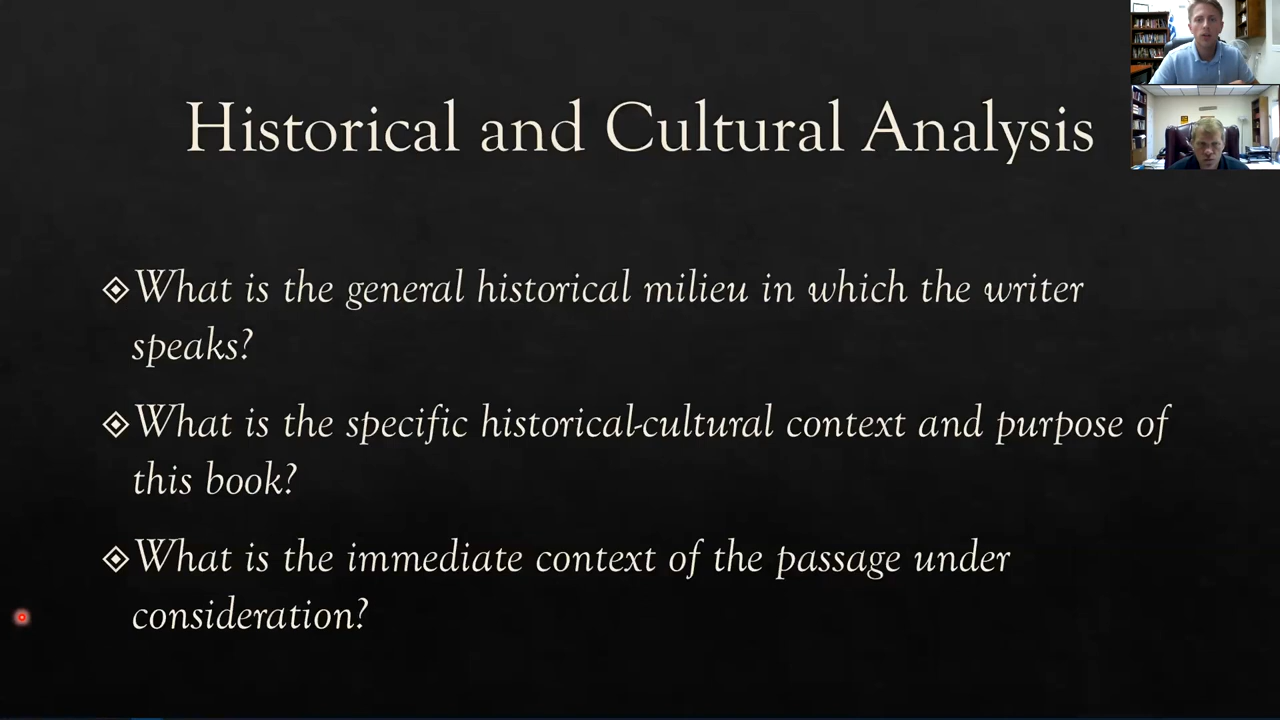 Historical and Cultural Analysis
What is the general historical milieu in which the writer
speaks?
What is the specific historical-cultural context and purpose of
this book?
What is the immediate context of the passage under
consideration?